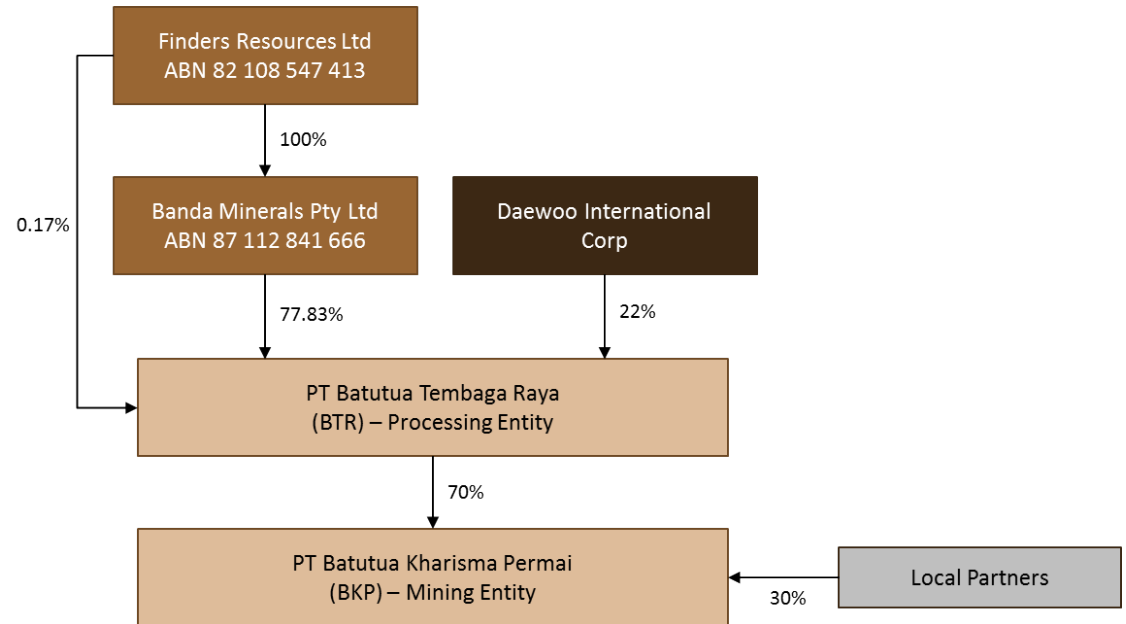 Finders Resources Ltd
ABN 82 108 547 413
100%
0.17%
Banda Minerals Pty Ltd
ABN 87 112 841 666
Daewoo International
Corp
77.83%
22%
PT Batutua Tembaga Raya
(BTR) – Processing Entity
70%
PT Batutua Kharisma Permai
(BKP) – Mining Entity
30%
Local Partners